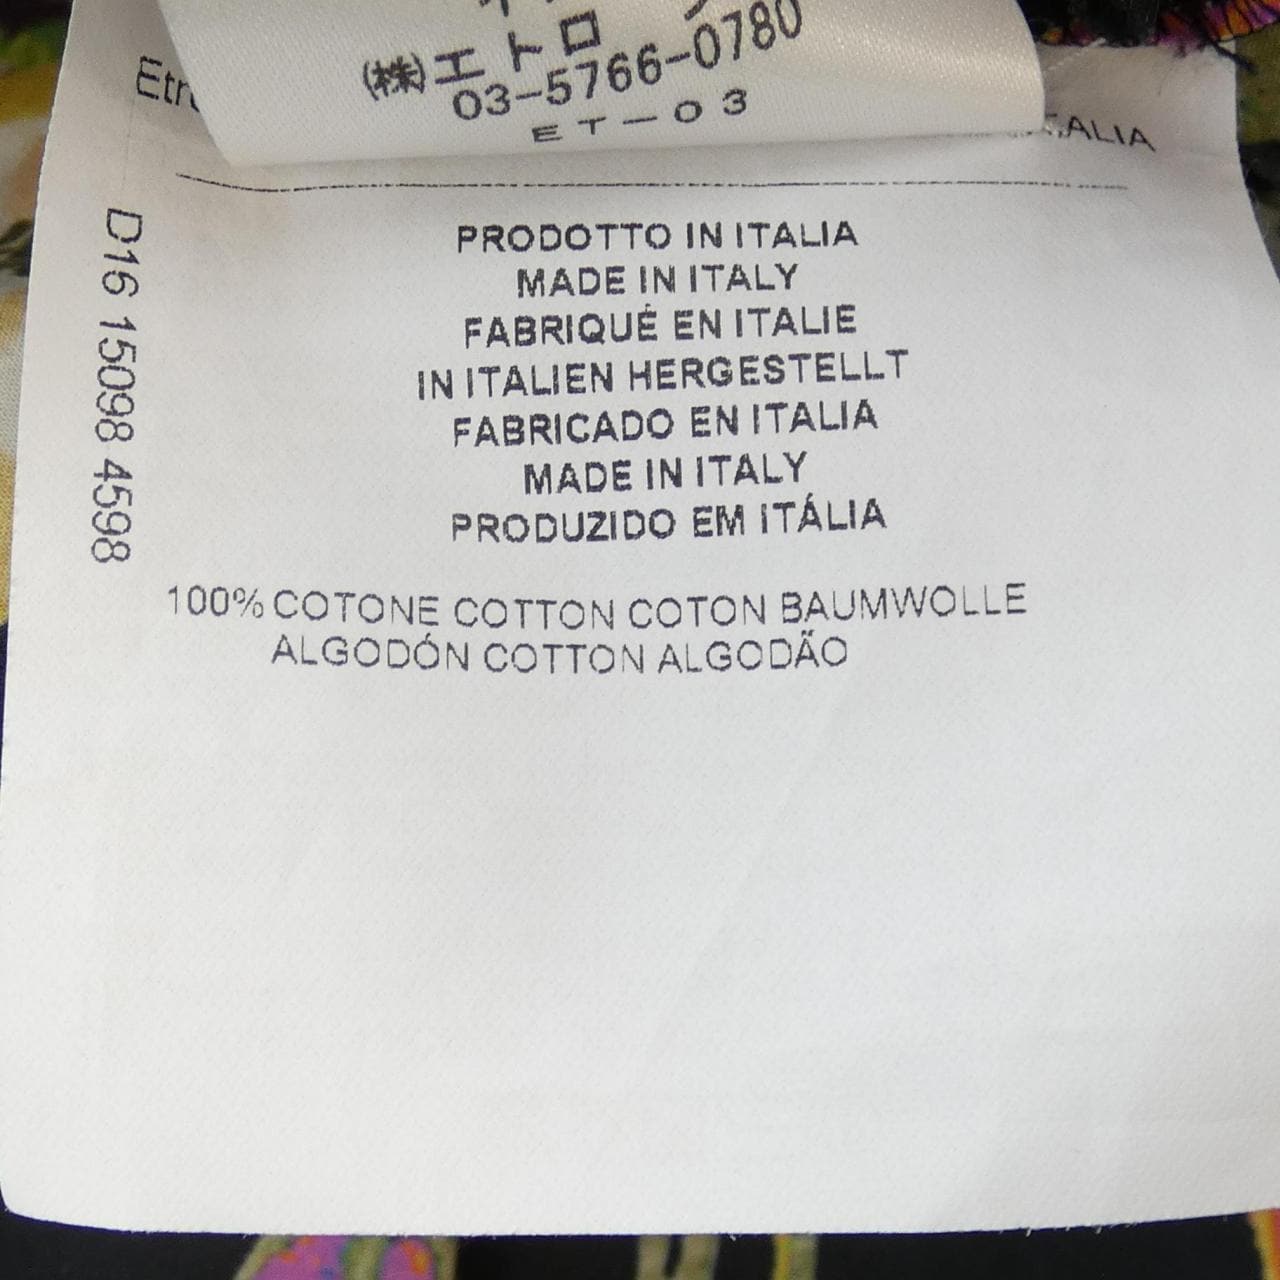 (株)エトロ
03-5766-0780
ET-03
D16 15098 4598
PRODOTTO IN ITALIA
MADE IN ITALY
FABRIQUÉ EN ITALIE
IN ITALIEN HERGESTELLT
FABRICADO EN ITALIA
MADE IN ITALY
PRODUZIDO EM ITÁLIA
100% COTONE COTTON COTON BAUMWOLLE
ALGODÓN COTTON ALGODÃO